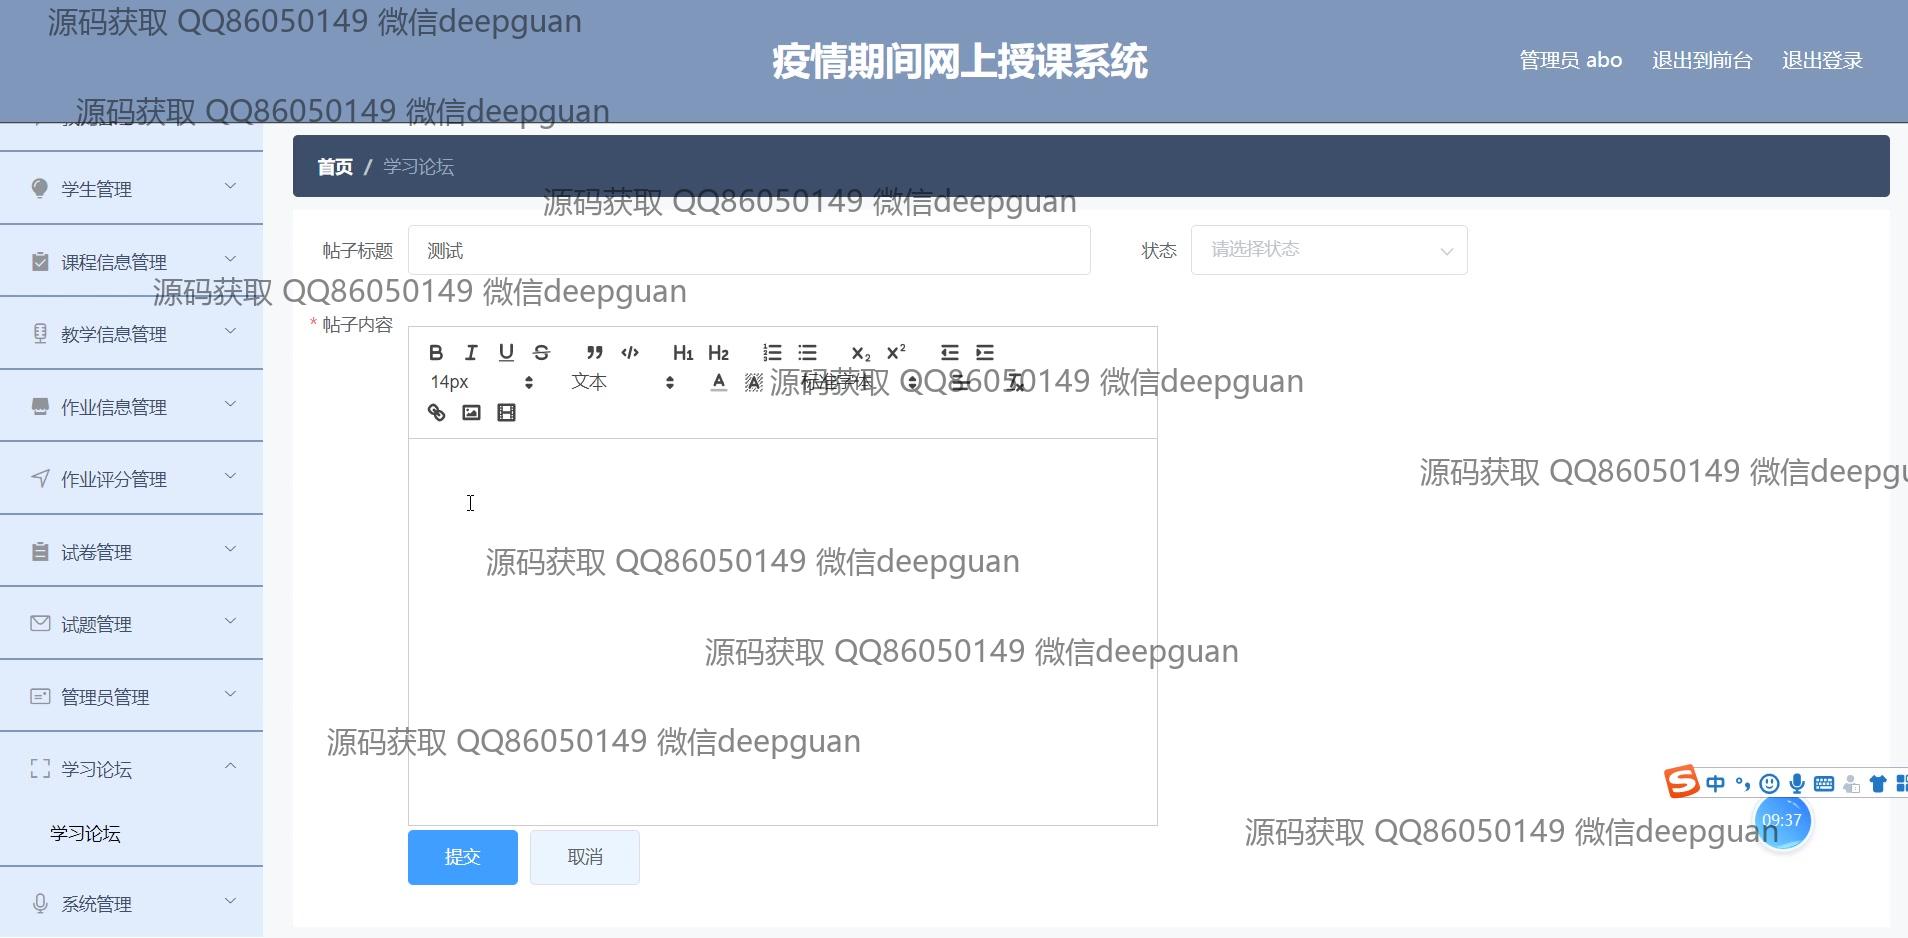 源码获取 QQ86050149 微信deepguan
疫情期间网上授课系统
管理员 abo 退出到前台 退出登录
源码获取 QQ86050149 微信deepguan
首页 / 学习论坛
学生管理
源码获取 QQ86050149 微信deepguan
帖子标题 测试 状态 请选择状态
课程信息管理
源码获取 QQ86050149 微信deepguan
* 帖子内容
教学信息管理
B I U S H1 H2 X2 X2
14px 文本 A A 标准字体
源码获取 QQ86050149 微信deepguan
作业信息管理
源码获取 QQ86050149 微信deepgu
作业评分管理
试卷管理
源码获取 QQ86050149 微信deepguan
试题管理
源码获取 QQ86050149 微信deepguan
管理员管理
源码获取 QQ86050149 微信deepguan
学习论坛
中
09:37
学习论坛
源码获取 QQ86050149 微信deepguan
提交 取消
系统管理